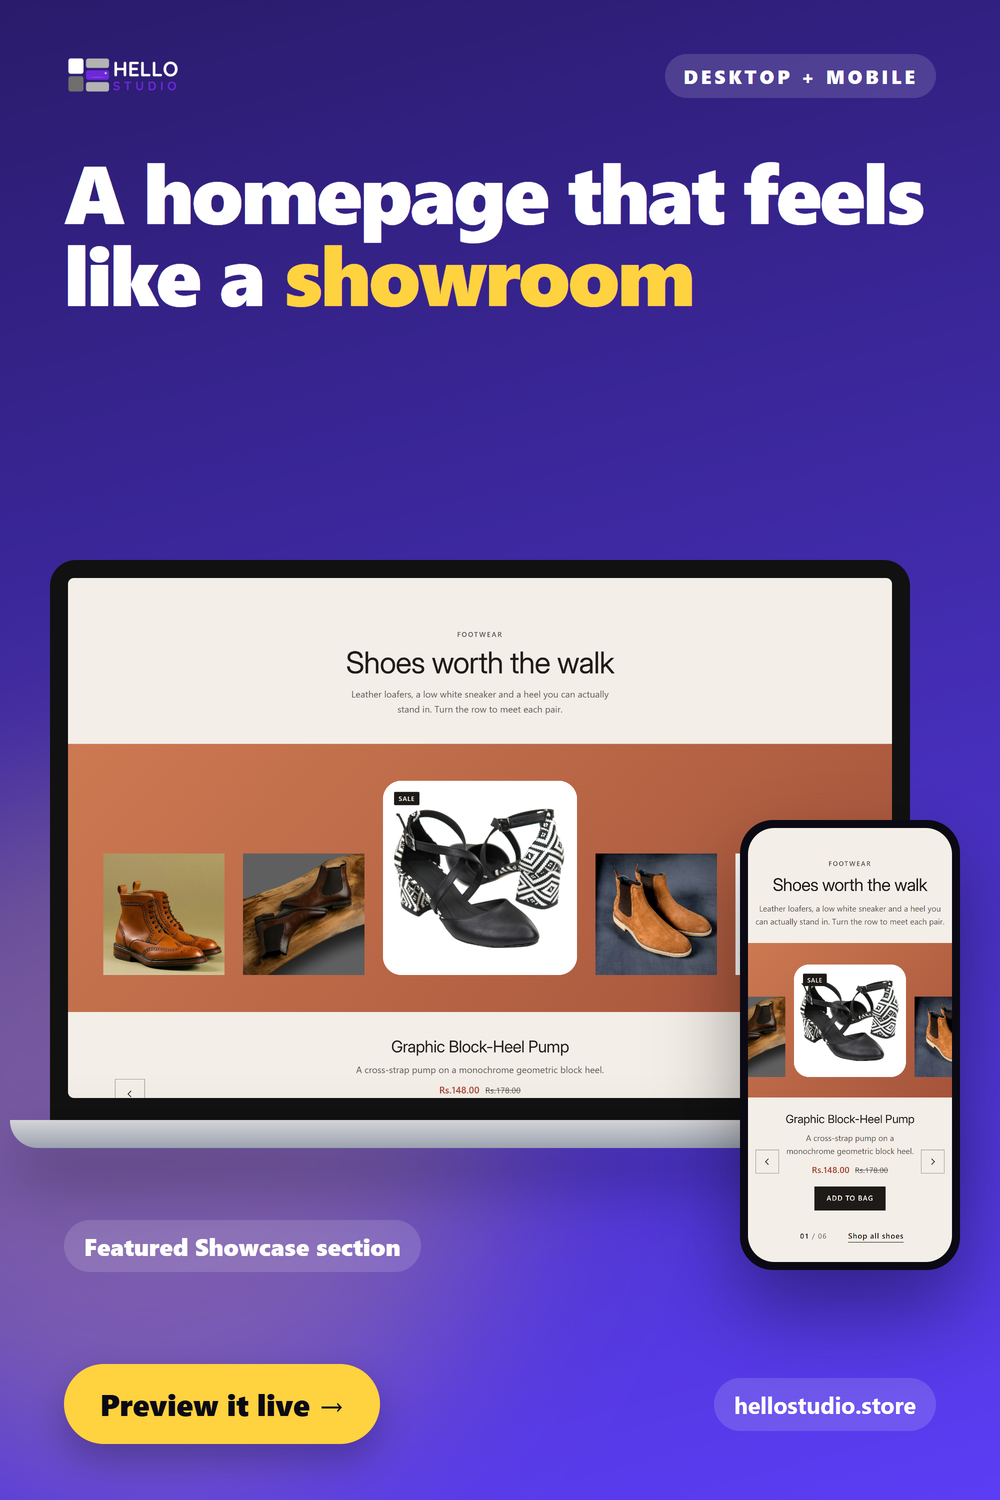 HELLO
STUDIO
DESKTOP + MOBILE
A homepage that feels
like a showroom
FOOTWEAR
Shoes worth the walk
Leather loafers, a low white sneaker and a heel you can actually
stand in. Turn the row to meet each pair.
SALE
Graphic Block-Heel Pump
A cross-strap pump on a monochrome geometric block heel.
Rs.148.00 Rs.178.00
FOOTWEAR
Shoes worth the walk
Leather loafers, a low white sneaker and a heel you
can actually stand in. Turn the row to meet each pair.
SALE
Graphic Block-Heel Pump
A cross-strap pump on a
monochrome geometric block heel.
Rs.148.00 Rs.178.00
ADD TO BAG
01 / 06 Shop all shoes
Featured Showcase section
Preview it live →
hellostudio.store